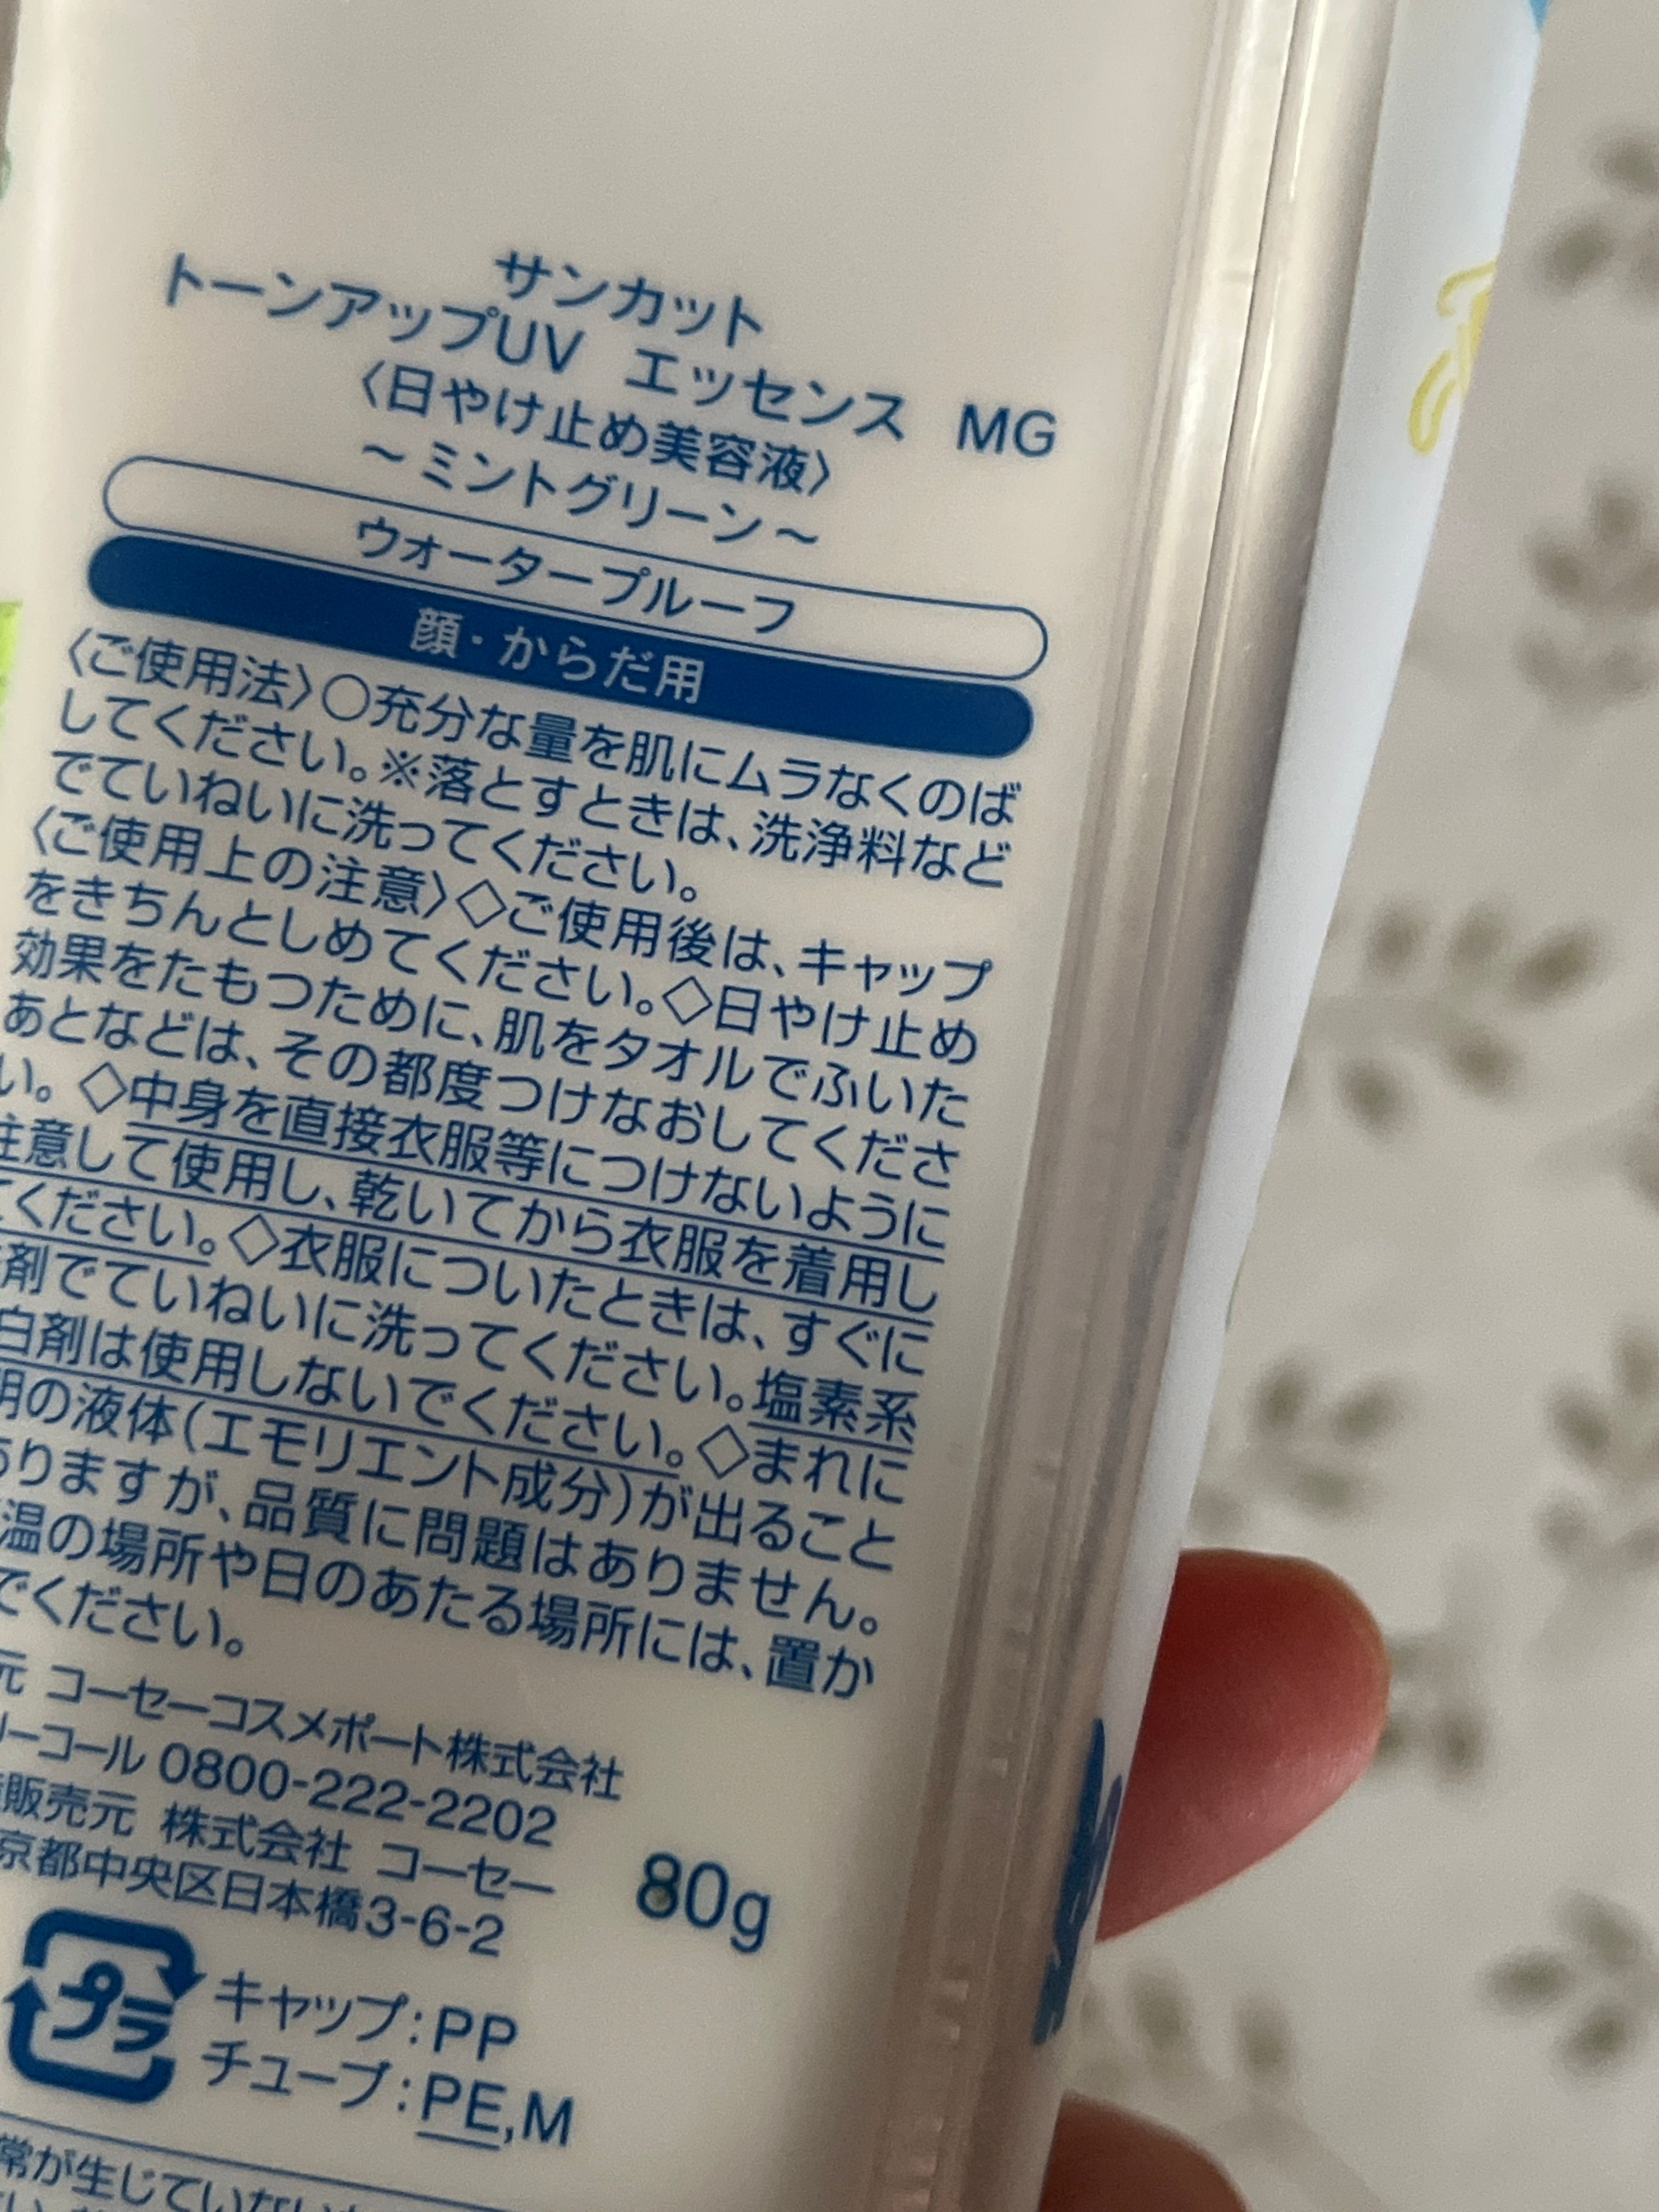 サンカット
トーンアップUV エッセンス MG
〈日やけ止め美容液〉
～ミントグリーン～
ウォータープルーフ
顔・からだ用
〈ご使用法〉○充分な量を肌にムラなくのば
してください。※落とすときは、洗浄料など
でていねいに洗ってください。
〈ご使用上の注意〉◇ご使用後は、キャップ
をきちんとしめてください。◇日やけ止め
効果をたもつために、肌をタオルでふいた
あとなどは、その都度つけなおしてくださ
い。◇中身を直接衣服等につけないように
注意して使用し、乾いてから衣服を着用し
てください。◇衣服についたときは、すぐに
剤でていねいに洗ってください。塩素系
白剤は使用しないでください。◇まれに
明の液体(エモリエント成分)が出ること
ありますが、品質に問題はありません。
温の場所や日のあたる場所には、置か
でください。
元 コーセーコスメポート株式会社
リーコール 0800-222-2202
販売元 株式会社 コーセー
京都中央区日本橋3-6-2
80g
プラ
キャップ:PP
チューブ:PE,M
常が生じていない